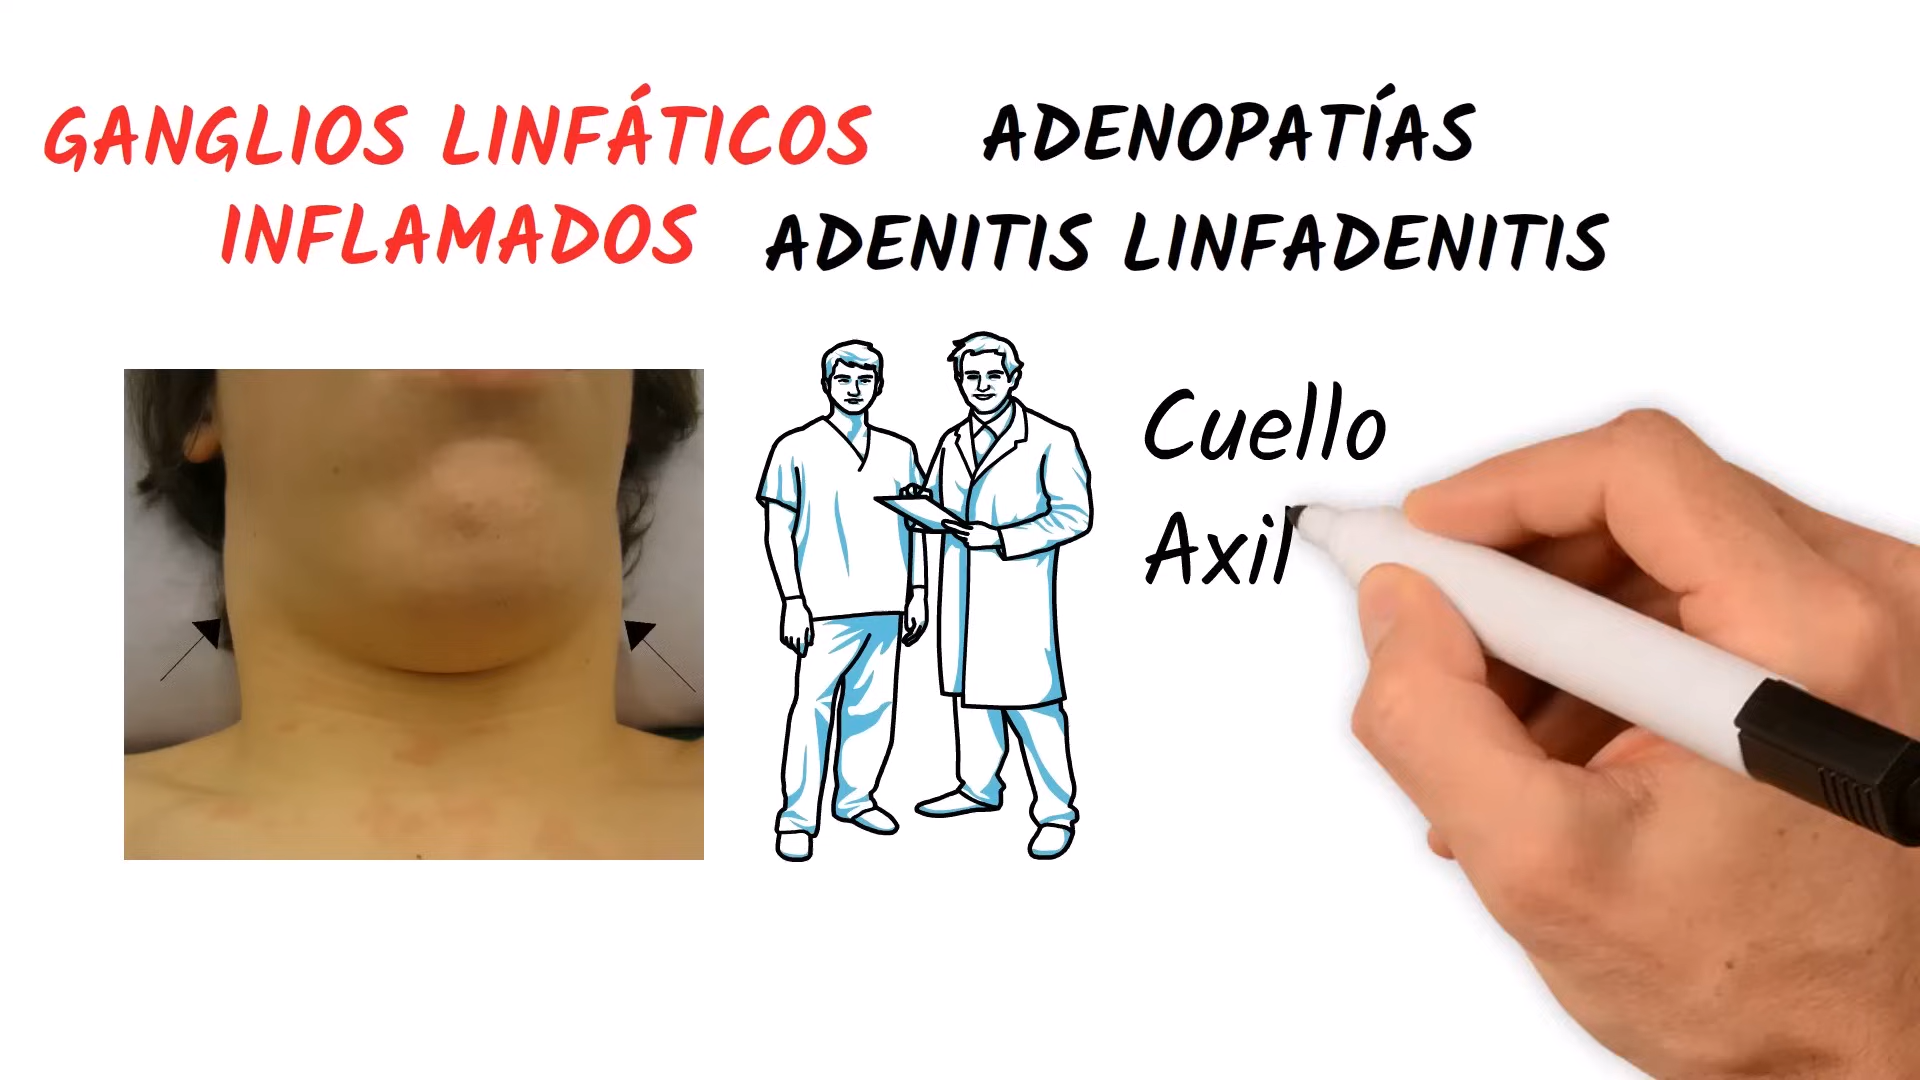 GANGLIOS LINFÁTICOS
INFLAMADOS
ADENOPATÍAS
ADENITIS LINFADENITIS
Cuello
Axil